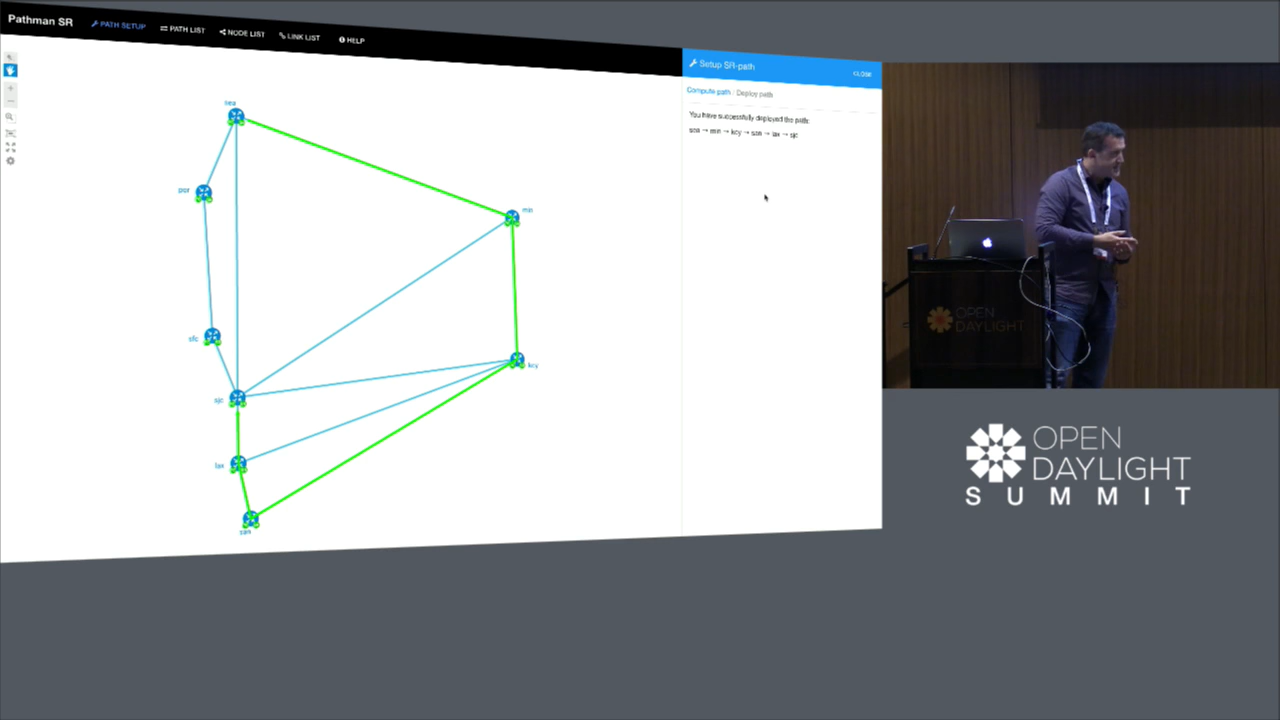 Pathman SR
PATH SETUP
PATH LIST
NODE LIST
LINK LIST
HELP
Setup SR-path
CLOSE
Compute path / Deploy path
You have successfully deployed the path:
sea → min → kcy → san → lax → sjc
sea
por
min
sfc
kcy
sjc
lax
san
OPEN
DAYLIGHT
OPEN
DAYLIGHT
SUMMIT